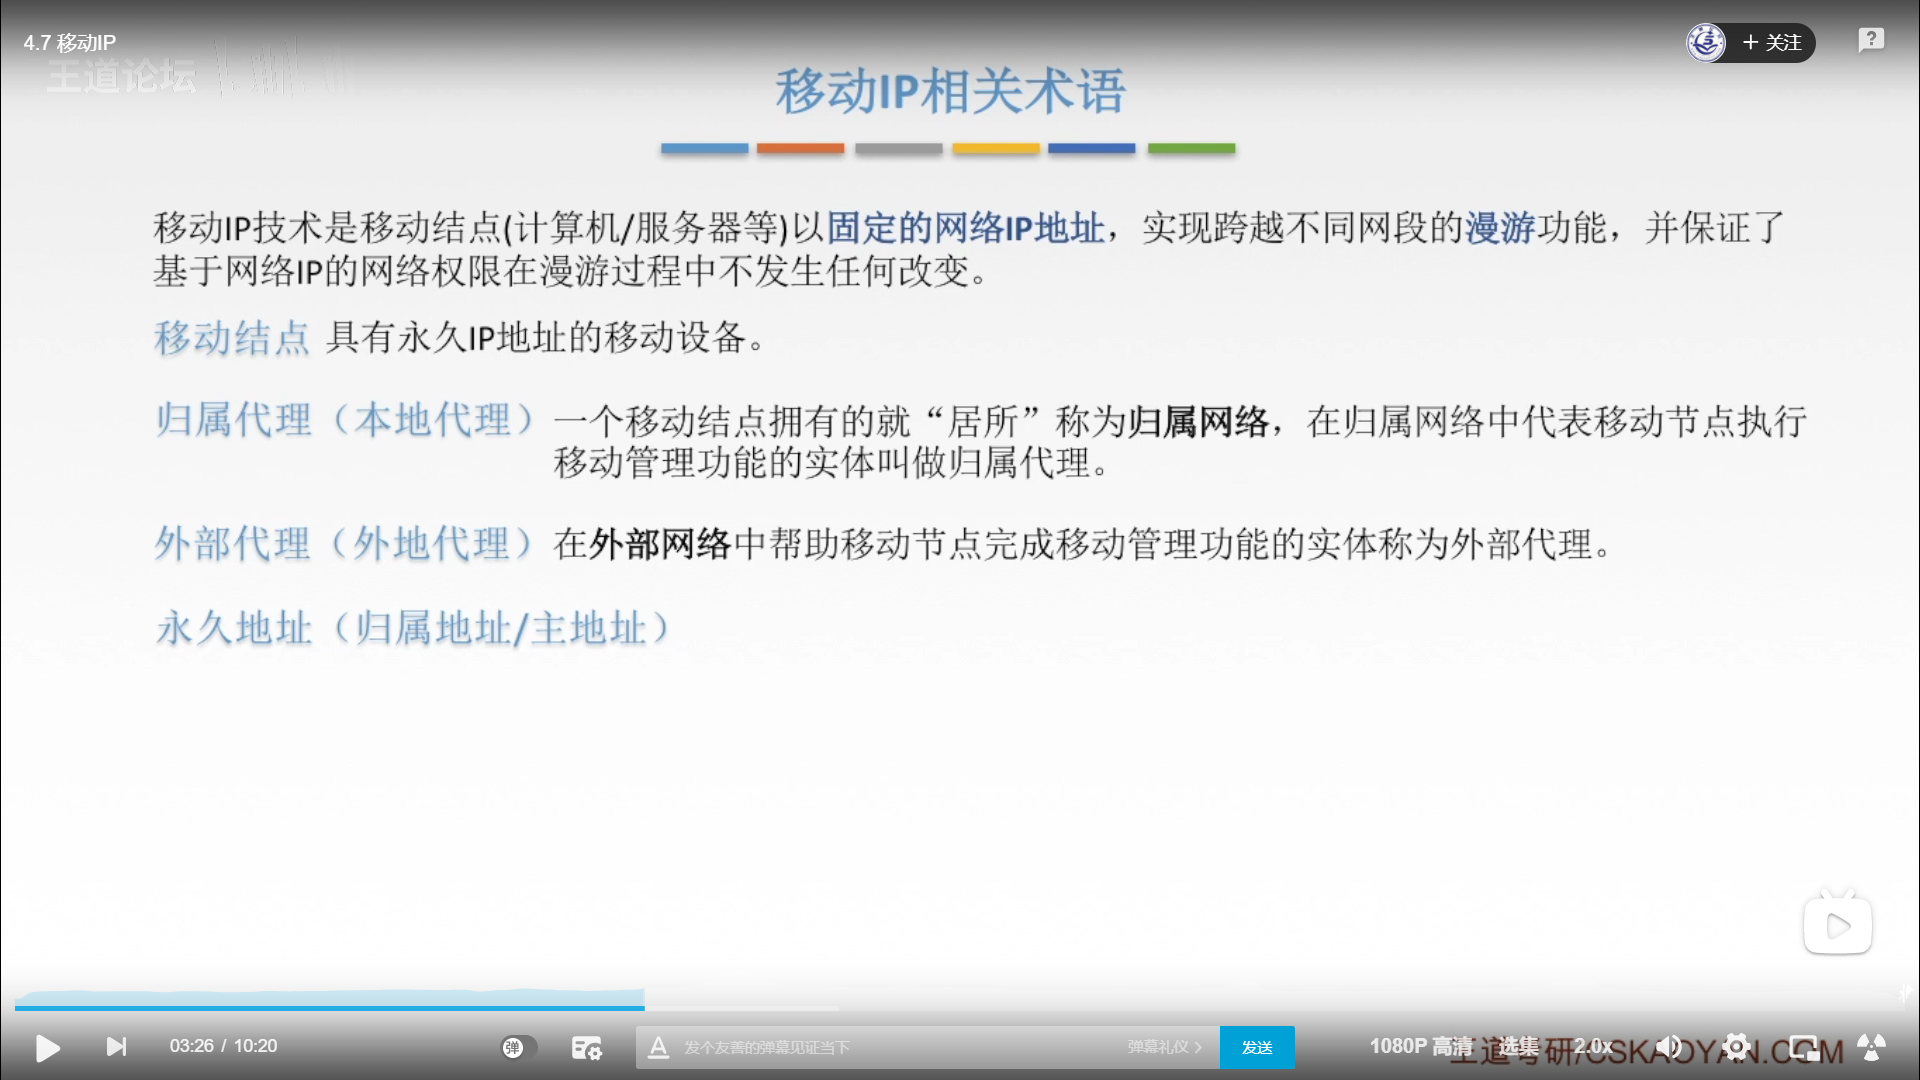 4.7 移动IP
王道论坛
+ 关注
?
移动IP相关术语
移动IP技术是移动结点(计算机/服务器等)以固定的网络IP地址，实现跨越不同网段的漫游功能，并保证了
基于网络IP的网络权限在漫游过程中不发生任何改变。
移动结点 具有永久IP地址的移动设备。
归属代理（本地代理）一个移动结点拥有的就“居所”称为归属网络，在归属网络中代表移动节点执行
移动管理功能的实体叫做归属代理。
外部代理（外地代理）在外部网络中帮助移动节点完成移动管理功能的实体称为外部代理。
永久地址（归属地址/主地址）
03:26 / 10:20
弹
A 发个友善的弹幕见证当下
弹幕礼仪 >
发送
1080P 高清
选集
2.0x
王道考研/CSKAOYAN.COM